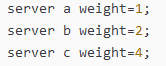 server a weight=1;
server b weight=2;
server c weight=4;